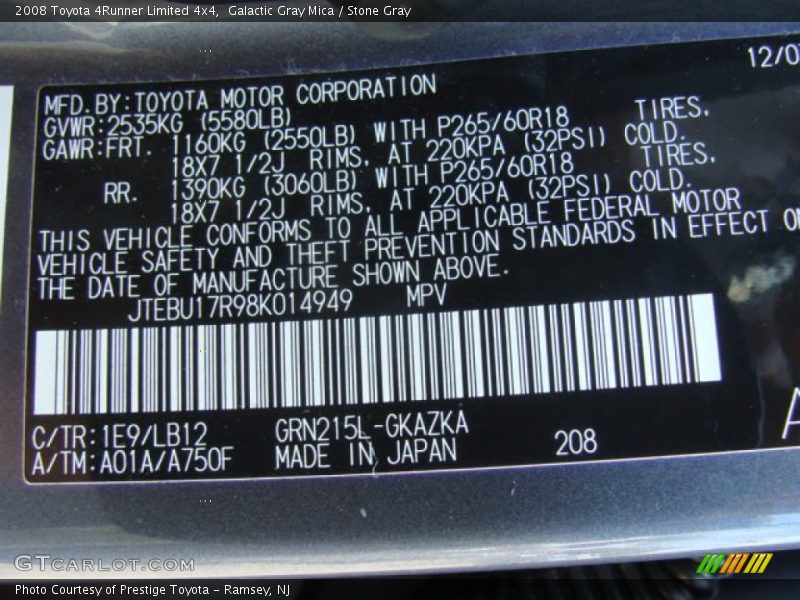 2008 Toyota 4Runner Limited 4x4, Galactic Gray Mica / Stone Gray
12/07
MFD.BY:TOYOTA MOTOR CORPORATION
GVWR:2535KG (5580LB)
GAWR:FRT. 1160KG (2550LB) WITH P265/60R18 TIRES,
18X7 1/2J RIMS, AT 220KPA (32PSI) COLD.
RR. 1390KG (3060LB) WITH P265/60R18 TIRES,
18X7 1/2J RIMS, AT 220KPA (32PSI) COLD.
THIS VEHICLE CONFORMS TO ALL APPLICABLE FEDERAL MOTOR
VEHICLE SAFETY AND THEFT PREVENTION STANDARDS IN EFFECT ON
THE DATE OF MANUFACTURE SHOWN ABOVE.
JTEBU17R98K014949 MPV
C/TR:1E9/LB12 GRN215L-GKAZKA
A/TM:A01A/A750F MADE IN JAPAN 208
A
GTCARLOT.COM
Photo Courtesy of Prestige Toyota - Ramsey, NJ